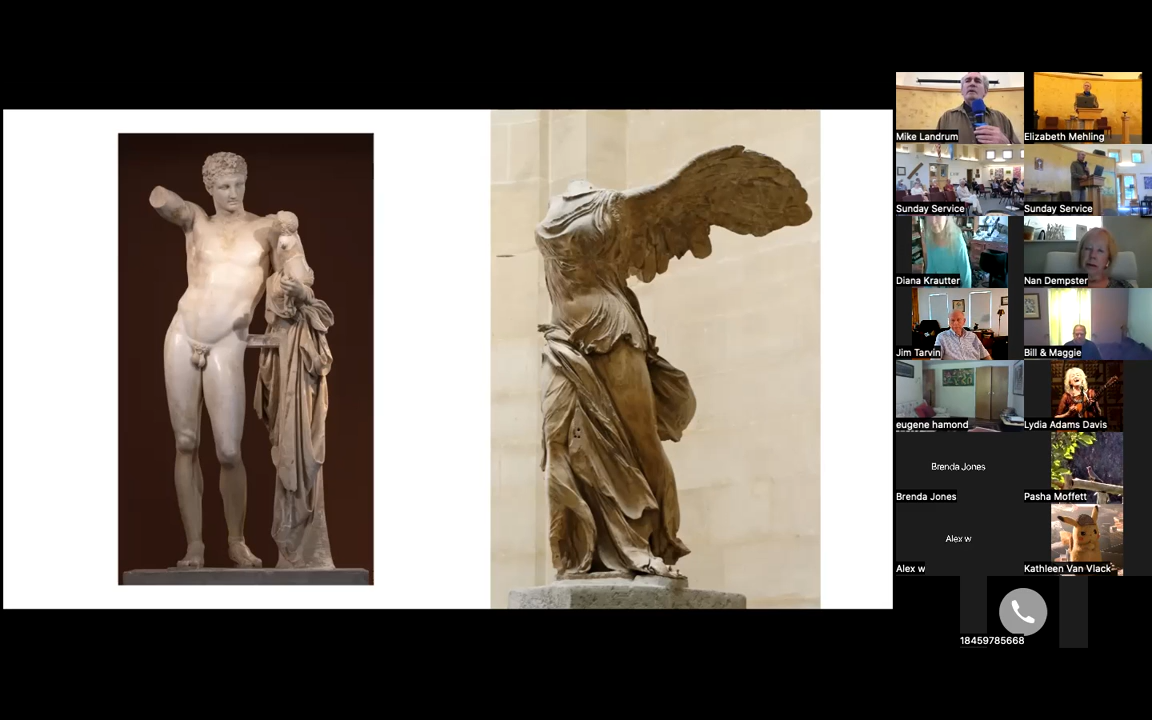 Mike Landrum
Elizabeth Mehling
Sunday Service
Sunday Service
Diana Krautter
Nan Dempster
Jim Tarvin
Bill & Maggie
eugene hamond
Lydia Adams Davis
Brenda Jones
Brenda Jones
Pasha Moffett
Alex w
Alex w
Kathleen Van Vlack
18459785668